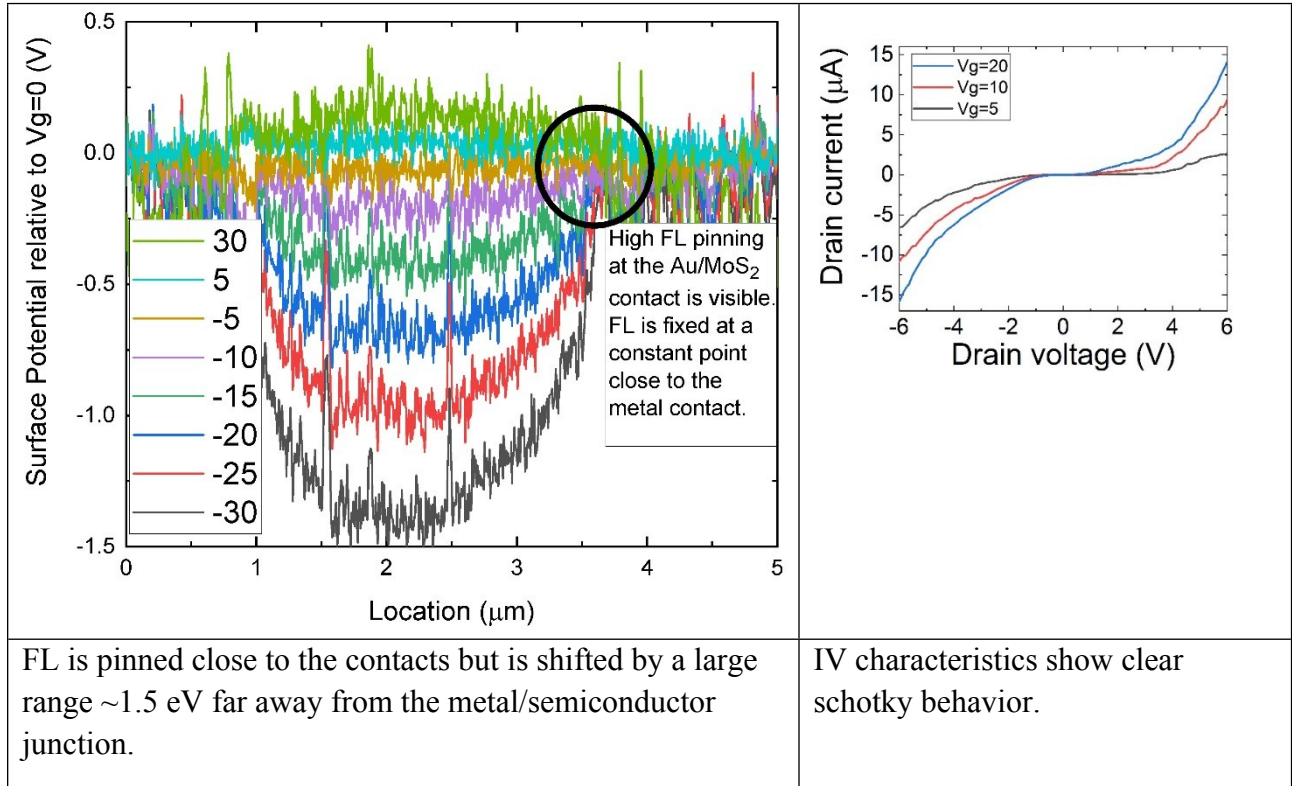 Surface Potential relative to Vg=0 (V)
0.5
0.0
-0.5
-1.0
-1.5
30
5
-5
-10
-15
-20
-25
-30
High FL pinning
at the Au/MoS2
contact is visible.
FL is fixed at a
constant point
close to the
metal contact.
0 1 2 3 4 5
Location (μm)
Drain current (μA)
15
10
5
0
-5
-10
-15
Vg=20
Vg=10
Vg=5
-6 -4 -2 0 2 4 6
Drain voltage (V)
FL is pinned close to the contacts but is shifted by a large
range ~1.5 eV far away from the metal/semiconductor
junction.
IV characteristics show clear
schotky behavior.